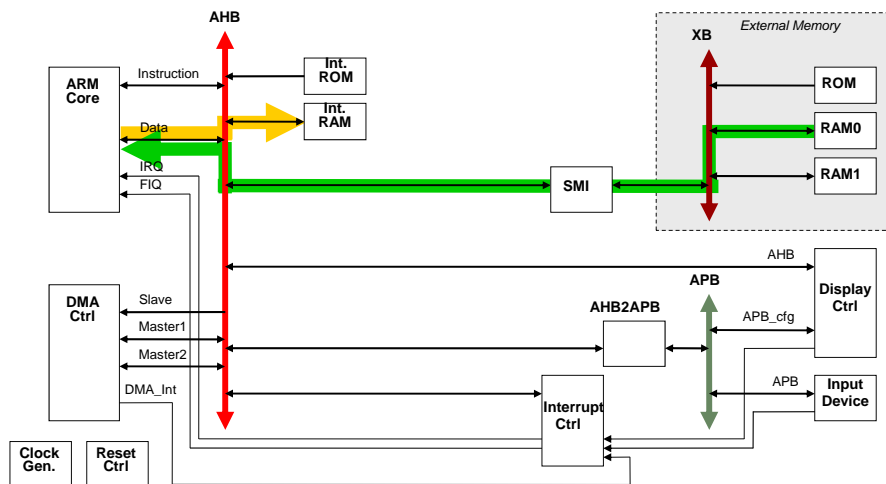 AHB
External Memory
XB
ARM
Core
Instruction
Int.
ROM
ROM
Int.
RAM
Data
RAM0
IRQ
FIQ
SMI
RAM1
AHB
DMA
Ctrl
Slave
Master1
Master2
DMA_Int
AHB2APB
APB
APB_cfg
Display
Ctrl
APB
Input
Device
Interrupt
Ctrl
Clock
Gen.
Reset
Ctrl